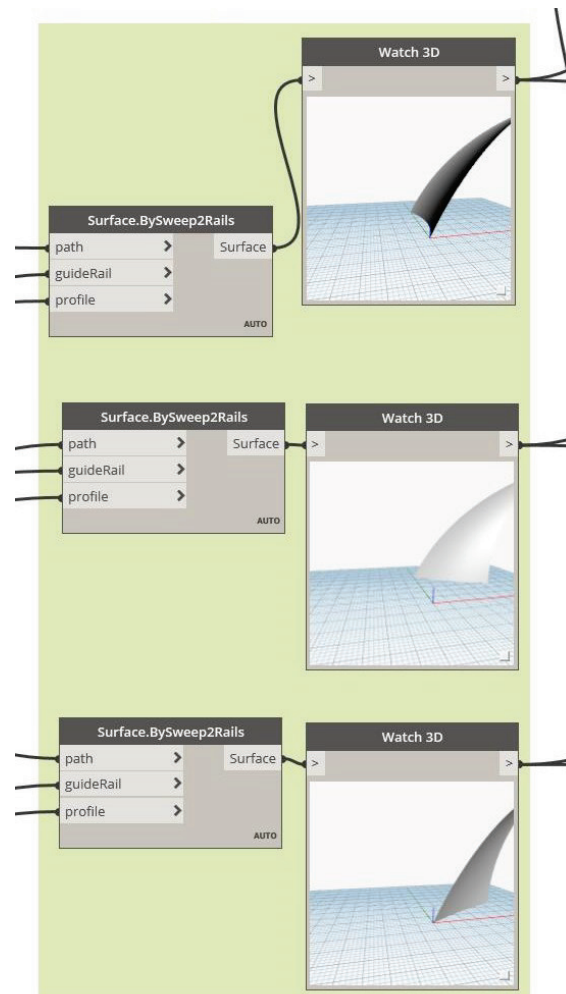 Watch 3D
> >
Surface.BySweep2Rails
path > Surface
guideRail >
profile >
AUTO
Surface.BySweep2Rails
path > Surface
guideRail >
profile >
AUTO
Watch 3D
> >
Surface.BySweep2Rails
path > Surface
guideRail >
profile >
AUTO
Watch 3D
> >